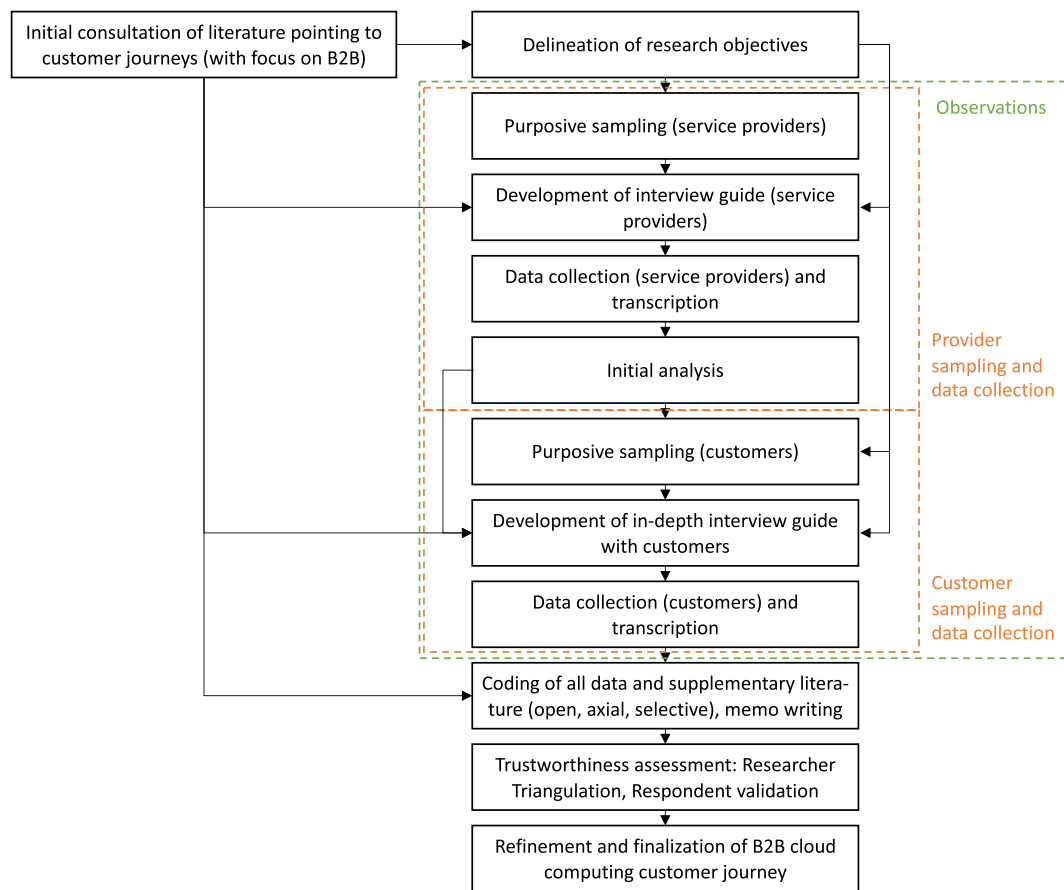 Initial consultation of literature pointing to
customer journeys (with focus on B2B)
Delineation of research objectives
Observations
Purposive sampling (service providers)
Development of interview guide (service
providers)
Data collection (service providers) and
transcription
Provider
sampling and
data collection
Initial analysis
Purposive sampling (customers)
Development of in-depth interview guide
with customers
Customer
sampling and
data collection
Data collection (customers) and
transcription
Coding of all data and supplementary litera-
ture (open, axial, selective), memo writing
Trustworthiness assessment: Researcher
Triangulation, Respondent validation
Refinement and finalization of B2B cloud
computing customer journey